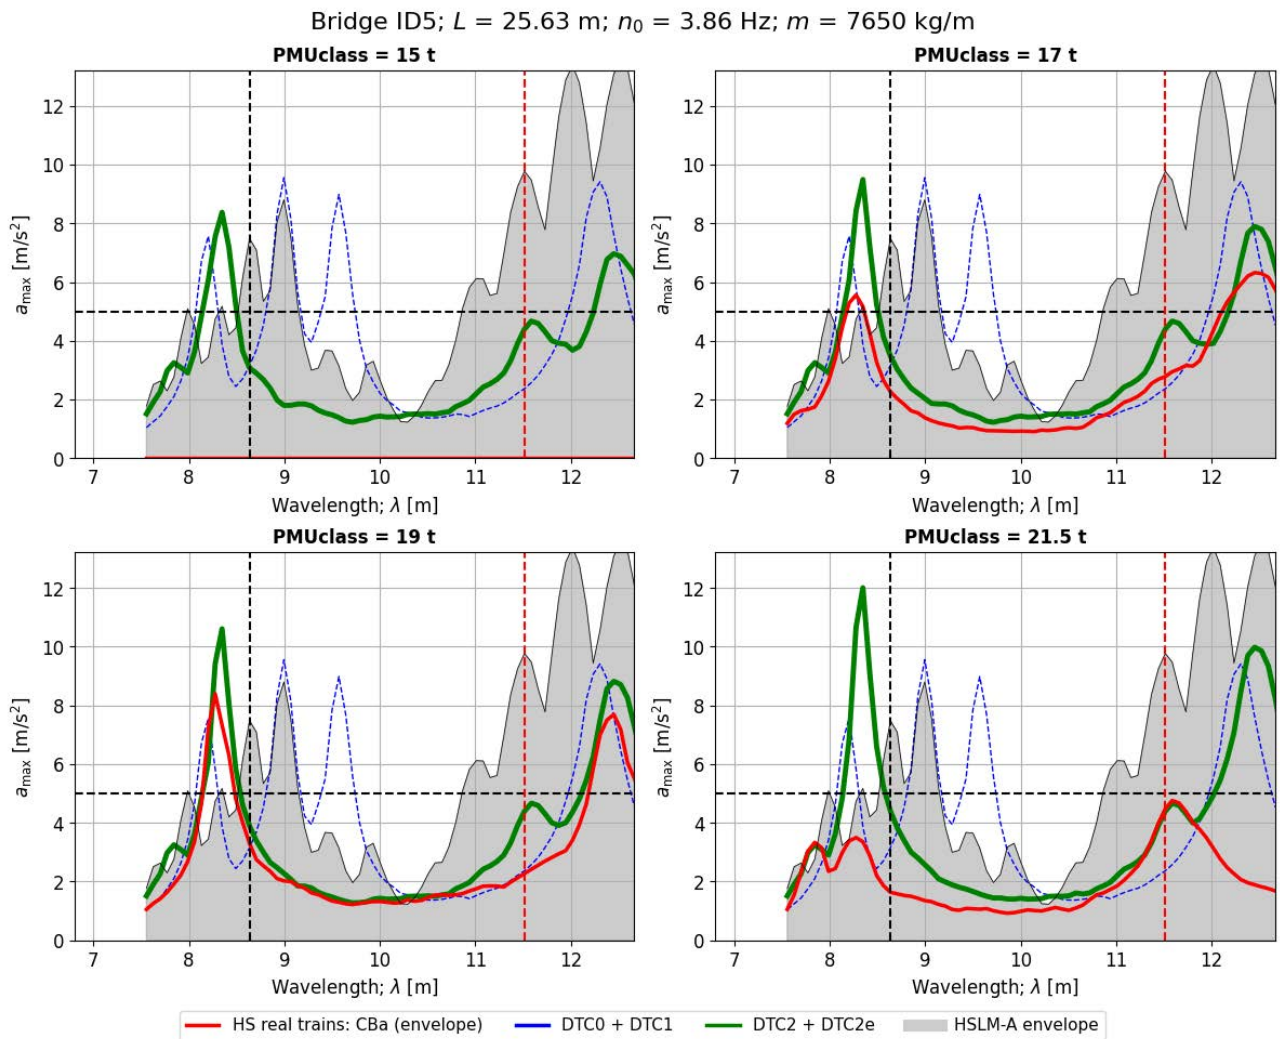 Bridge ID5; L = 25.63 m; n₀ = 3.86 Hz; m = 7650 kg/m
PMUclass = 15 t
12
10
8
6
4
2
0
a_max [m/s²]
7 8 9 10 11 12
Wavelength; λ [m]
PMUclass = 17 t
12
10
8
6
4
2
0
a_max [m/s²]
7 8 9 10 11 12
Wavelength; λ [m]
PMUclass = 19 t
12
10
8
6
4
2
0
a_max [m/s²]
7 8 9 10 11 12
Wavelength; λ [m]
PMUclass = 21.5 t
12
10
8
6
4
2
0
a_max [m/s²]
7 8 9 10 11 12
Wavelength; λ [m]
HS real trains: CBa (envelope) DTC0 + DTC1 DTC2 + DTC2e HSLM-A envelope